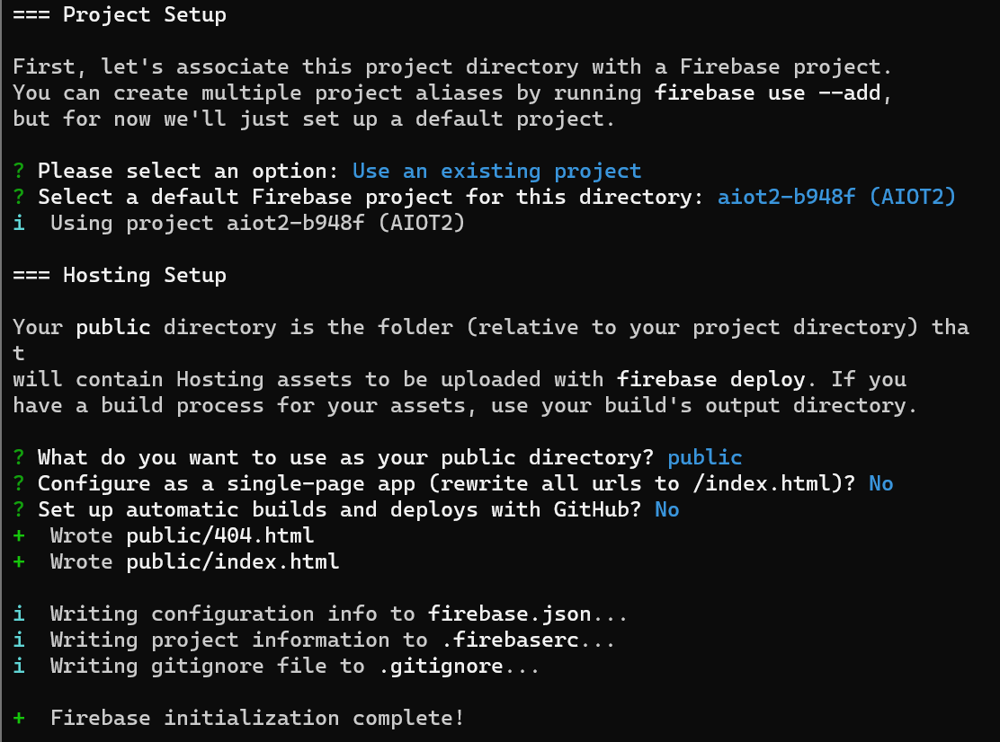 === Project Setup
First, let's associate this project directory with a Firebase project.
You can create multiple project aliases by running firebase use --add,
but for now we'll just set up a default project.
? Please select an option: Use an existing project
? Select a default Firebase project for this directory: aiot2-b948f (AIOT2)
i  Using project aiot2-b948f (AIOT2)
=== Hosting Setup
Your public directory is the folder (relative to your project directory) tha
t
will contain Hosting assets to be uploaded with firebase deploy. If you
have a build process for your assets, use your build's output directory.
? What do you want to use as your public directory? public
? Configure as a single-page app (rewrite all urls to /index.html)? No
? Set up automatic builds and deploys with GitHub? No
+  Wrote public/404.html
+  Wrote public/index.html
i  Writing configuration info to firebase.json...
i  Writing project information to .firebaserc...
i  Writing gitignore file to .gitignore...
+  Firebase initialization complete!